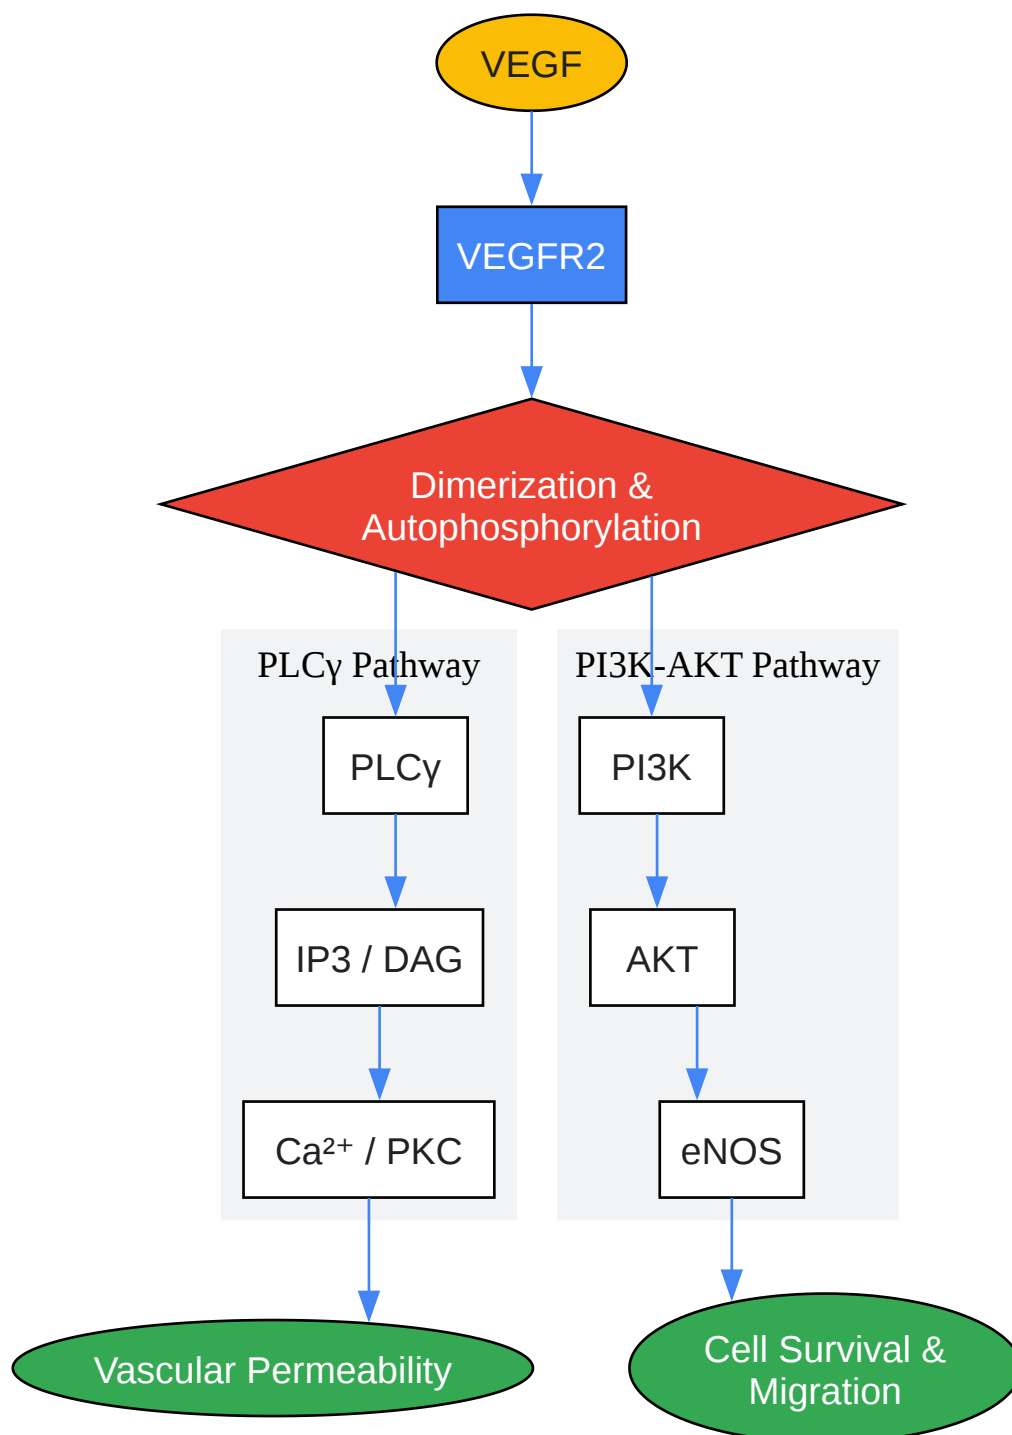 VEGF
VEGFR2
Dimerization &
Autophosphorylation
PLCγ Pathway
PI3K-AKT Pathway
PLCγ
PI3K
IP3 / DAG
AKT
Ca²⁺ / PKC
eNOS
Vascular Permeability
Cell Survival &
Migration